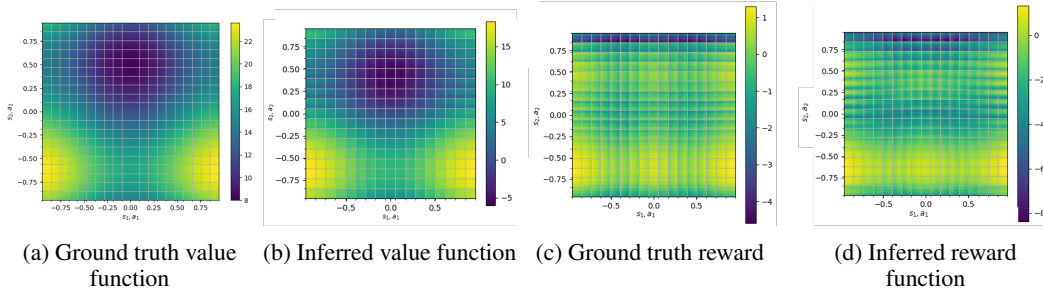 0.75
0.50
0.25
0.00
−0.25
−0.50
−0.75
s₂, a₂
−0.75 −0.50 −0.25 0.00 0.25 0.50 0.75
s₁, a₁
22
20
18
16
14
12
10
8
0.75
0.50
0.25
0.00
−0.25
−0.50
−0.75
s₂, a₂
−0.5 0.0 0.5
s₁, a₁
15
10
5
0
−5
0.75
0.50
0.25
0.00
−0.25
−0.50
−0.75
s₂, a₂
−0.5 0.0 0.5
s₁, a₁
1
0
−1
−2
−3
−4
0.75
0.50
0.25
0.00
−0.25
−0.50
−0.75
s₂, a₂
−0.5 0.0 0.5
s₁, a₁
0
−2
−4
−6
−8
(a) Ground truth value
function
(b) Inferred value function
(c) Ground truth reward
(d) Inferred reward
function